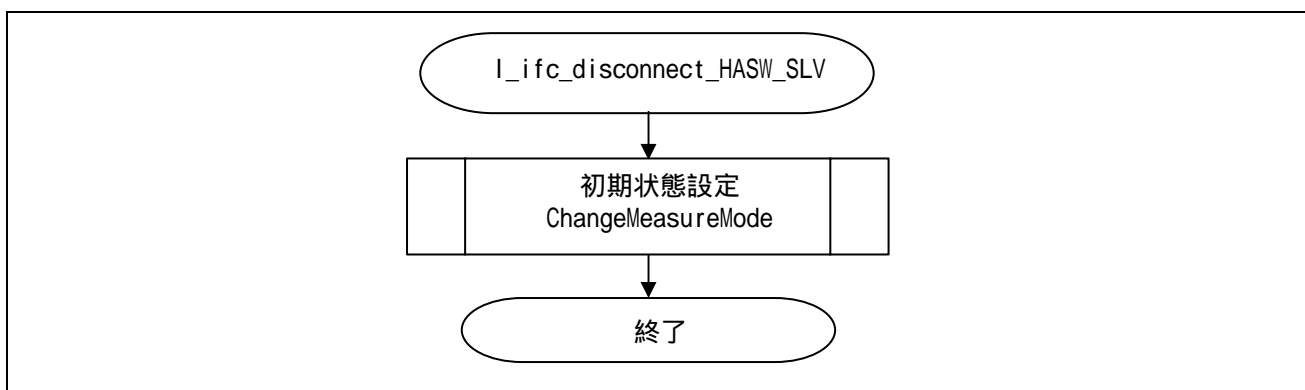 l_ifc_disconnect_HASW_SLV
初期状態設定
ChangeMeasureMode
終了